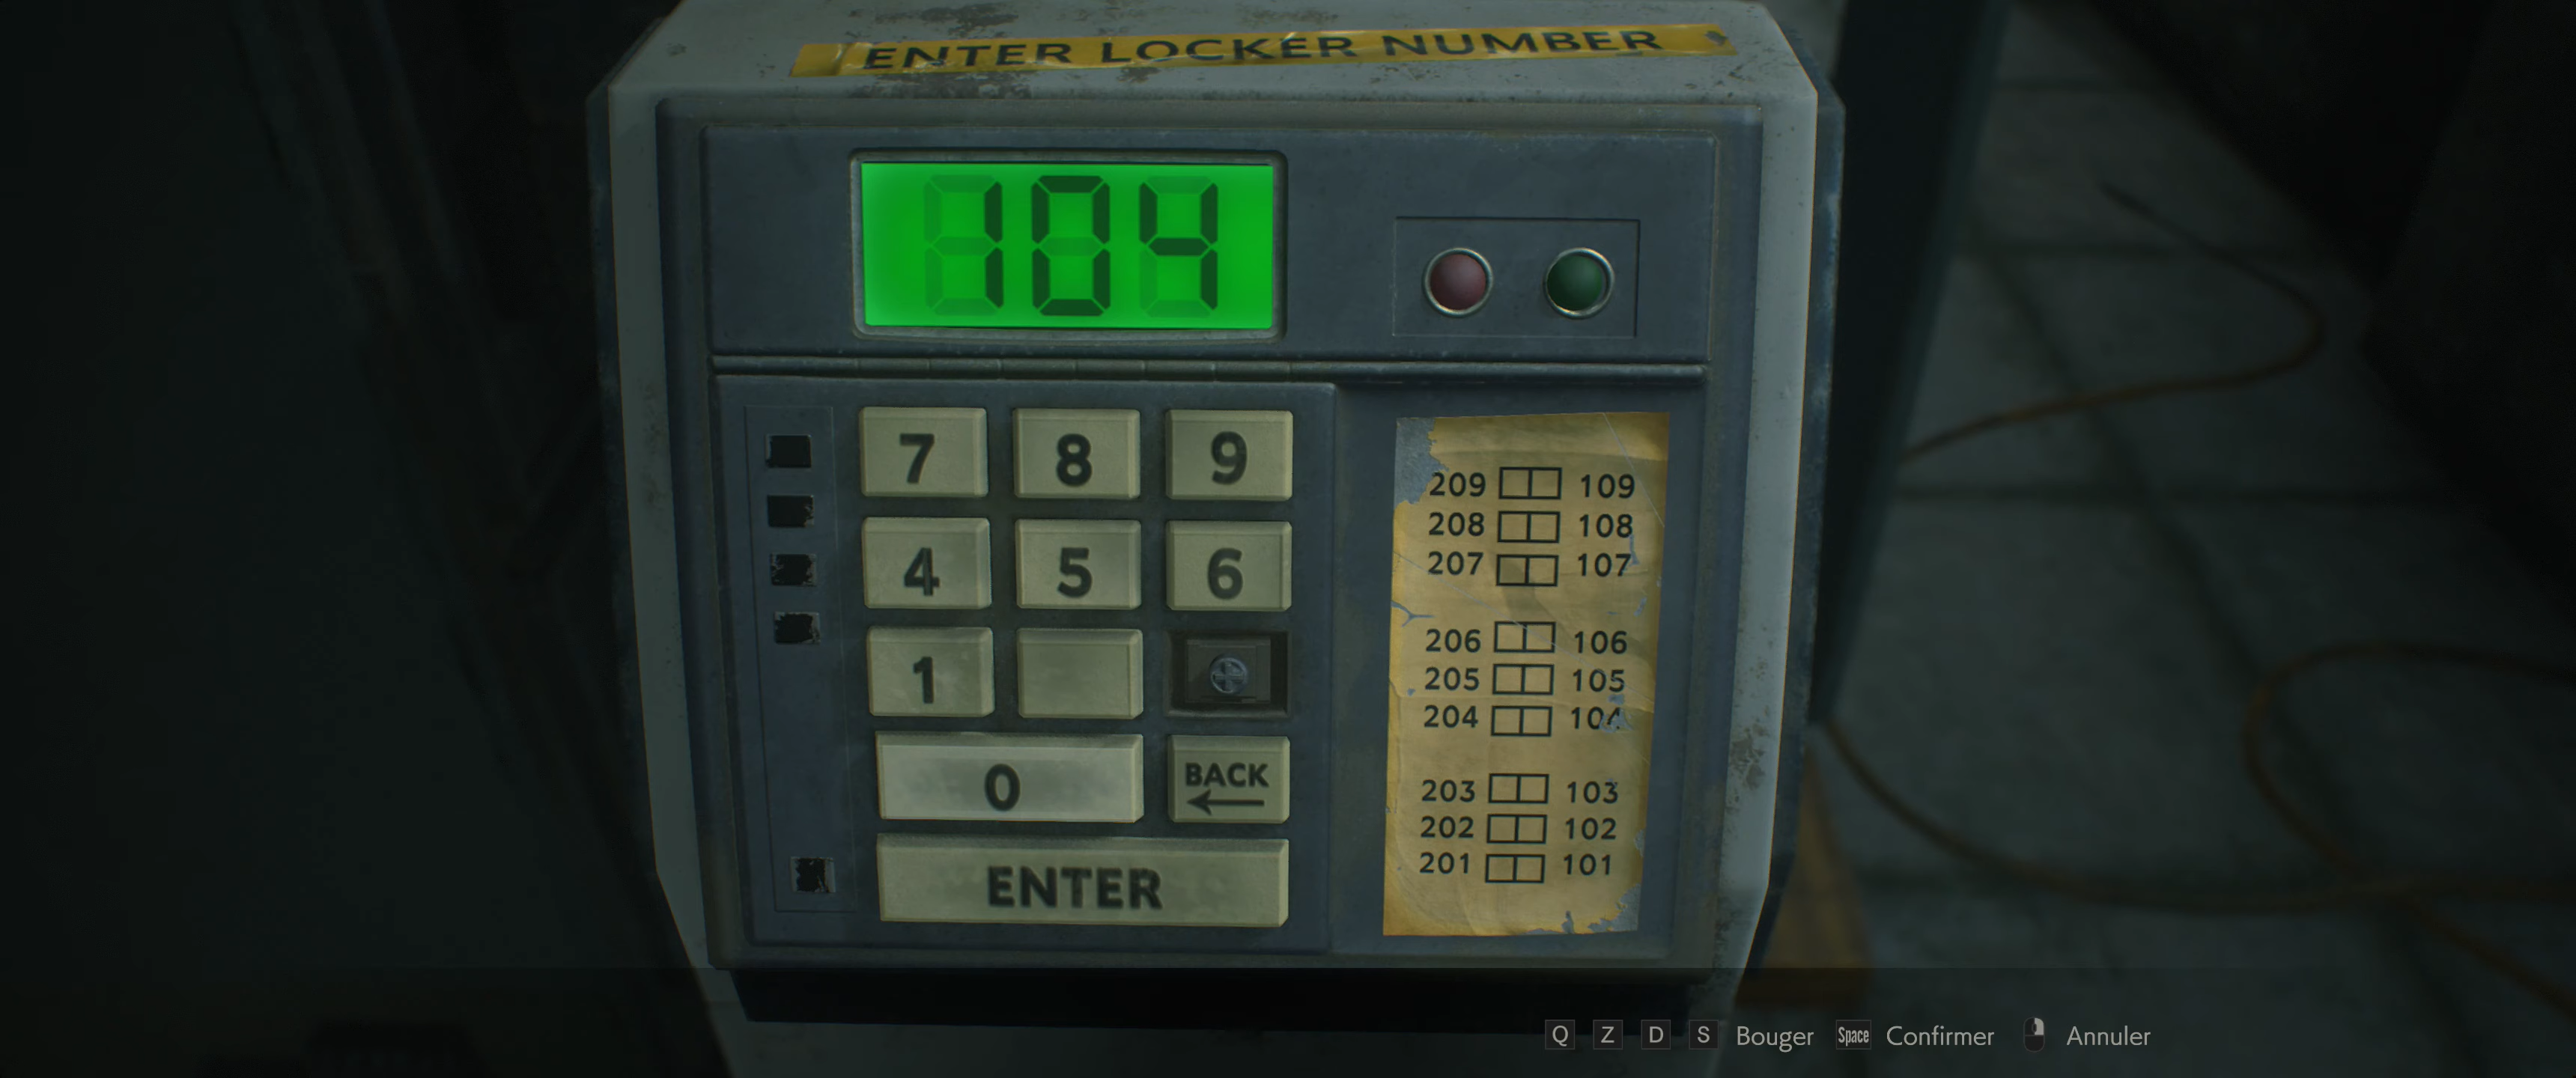 ENTER LOCKER NUMBER
104
7 8 9
4 5 6
1
0 BACK
ENTER
209 109
208 108
207 107
206 106
205 105
204 104
203 103
202 102
201 101
Q Z D S Bouger Space Confirmer Annuler